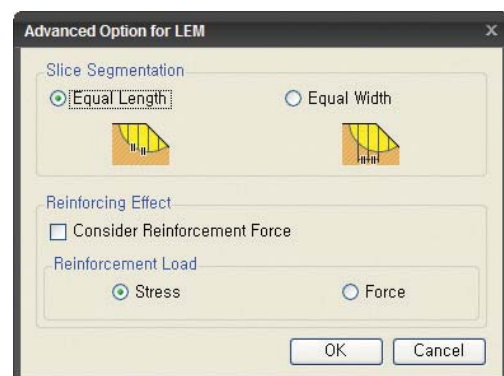 Advanced Option for LEM
Slice Segmentation
Equal Length
Equal Width
Reinforcing Effect
Consider Reinforcement Force
Reinforcement Load
Stress
Force
OK
Cancel